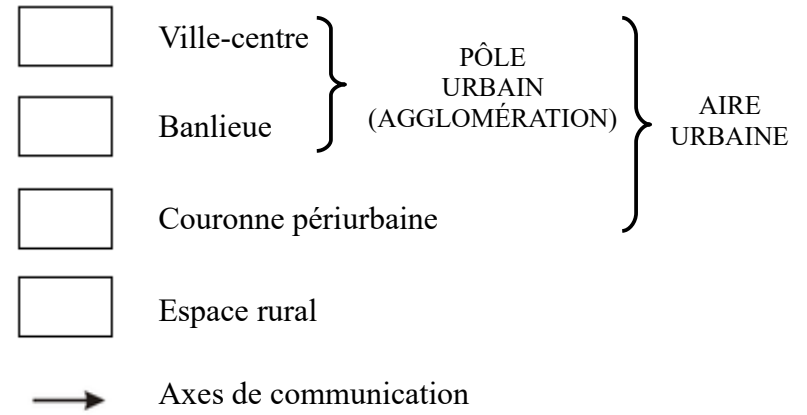 Ville-centre
Banlieue
PÔLE
URBAIN
(AGGLOMÉRATION)
AIRE
URBAINE
Couronne périurbaine
Espace rural
Axes de communication